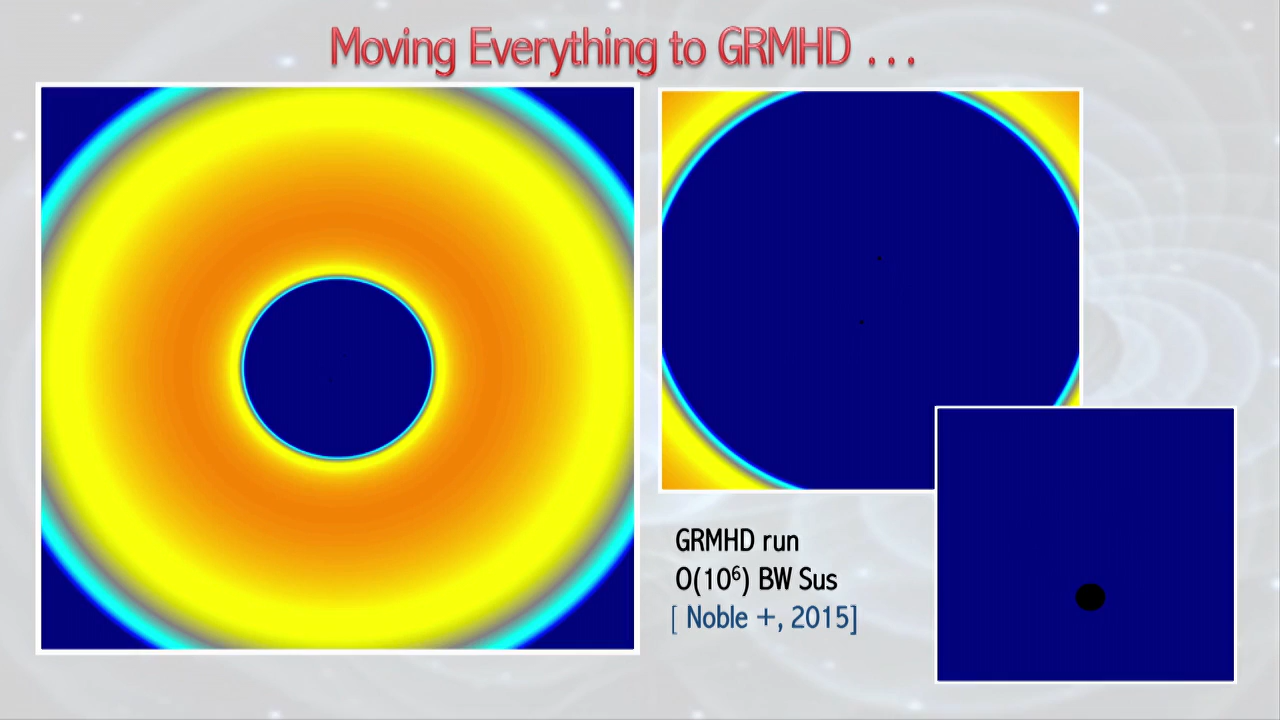 Moving Everything to GRMHD . . .
GRMHD run
O(10⁶) BW Sus
[ Noble +, 2015]